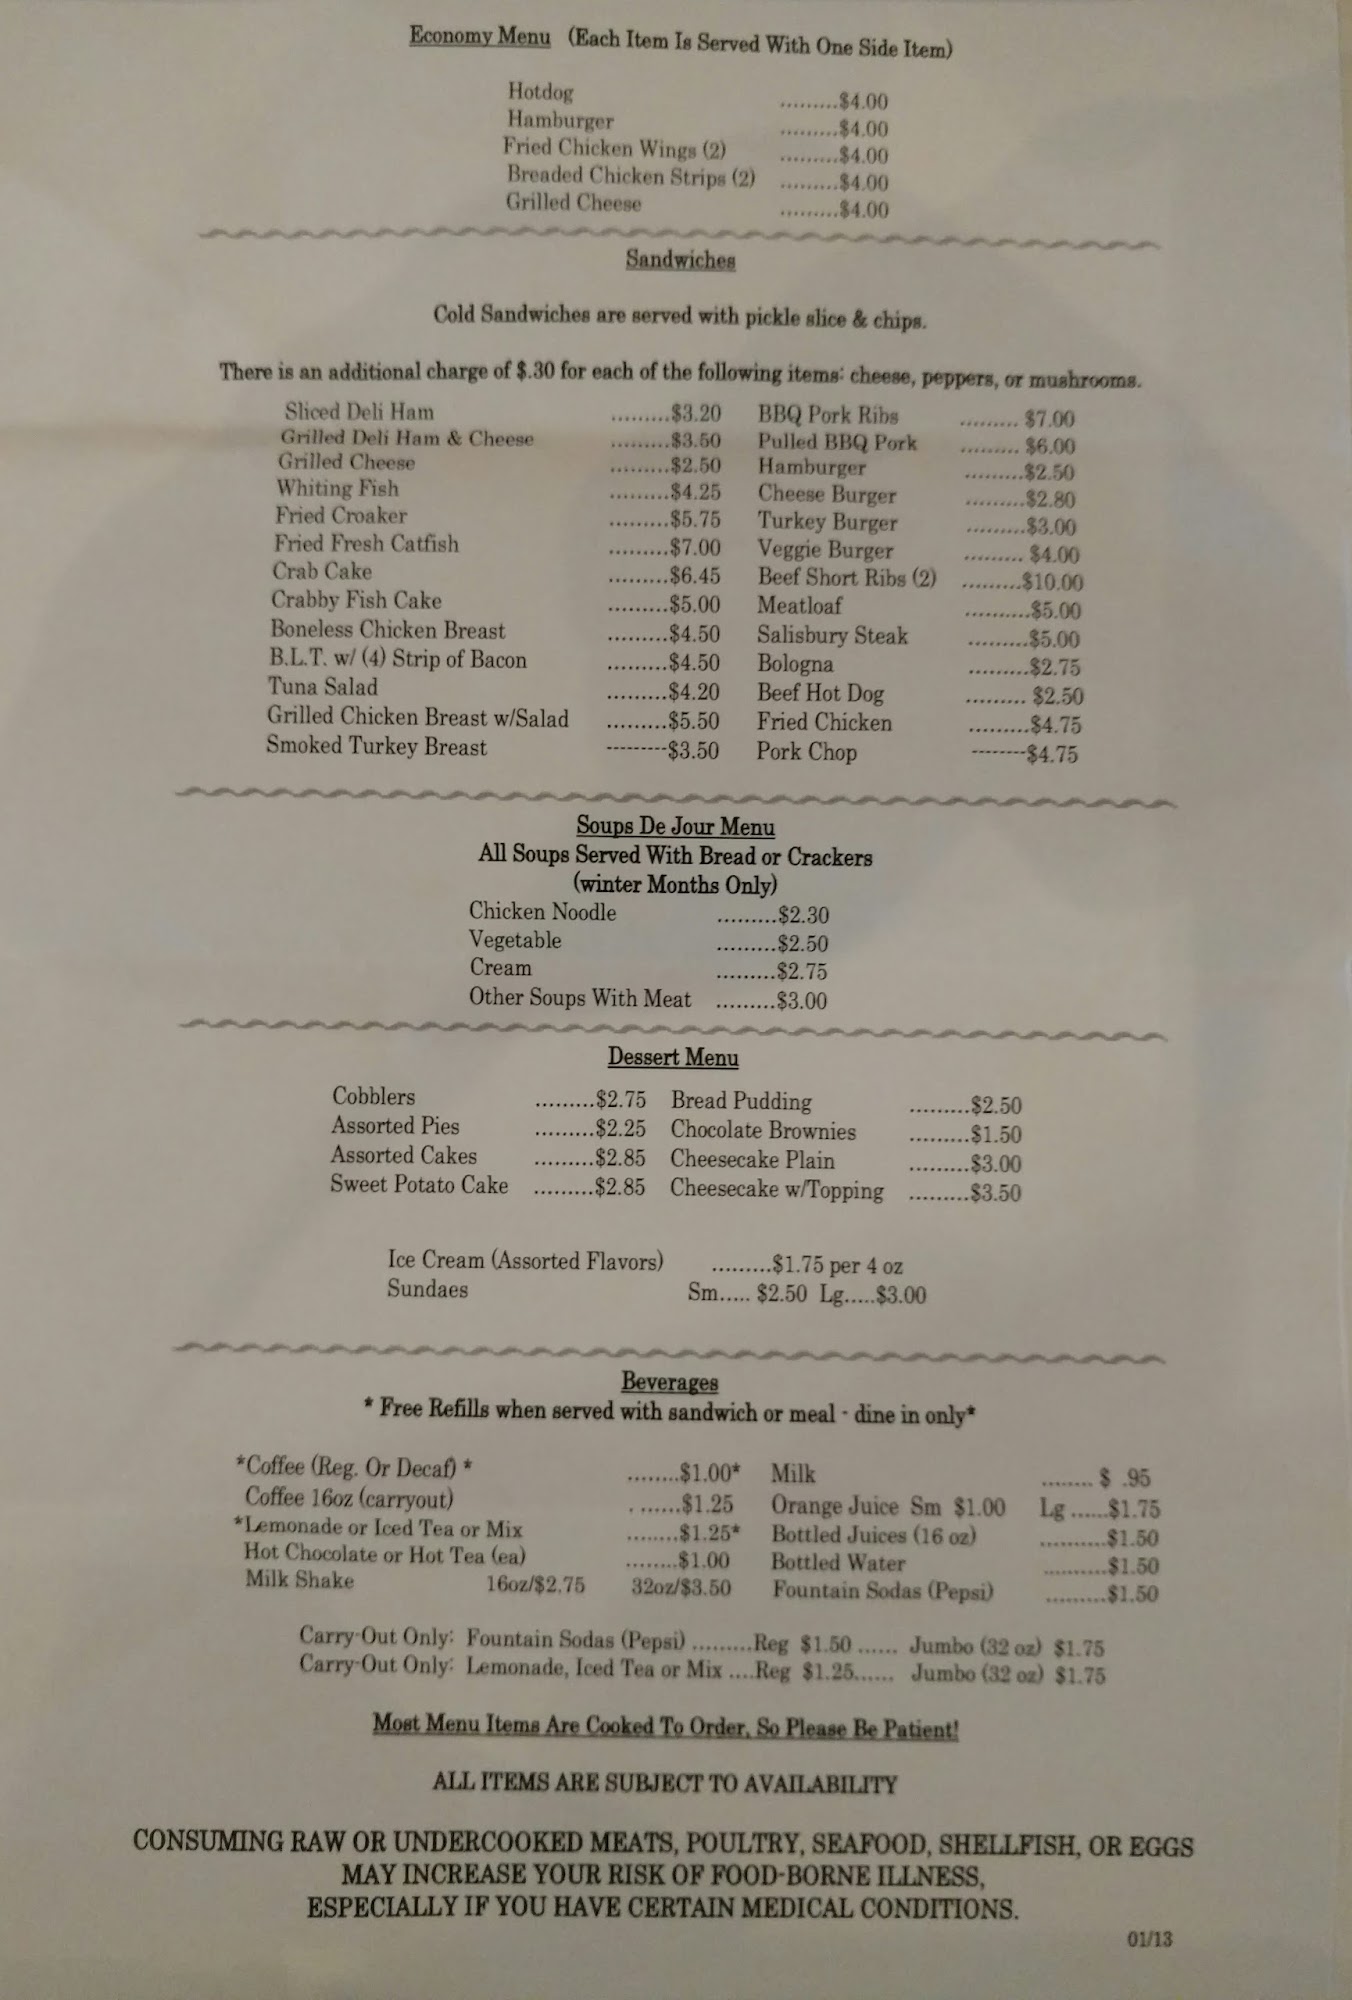 Economy Menu (Each Item Is Served With One Side Item)
Hotdog .........$4.00
Hamburger .........$4.00
Fried Chicken Wings (2) .........$4.00
Breaded Chicken Strips (2) .........$4.00
Grilled Cheese .........$4.00
Sandwiches
Cold Sandwiches are served with pickle slice & chips.
There is an additional charge of $.30 for each of the following items: cheese, peppers, or mushrooms.
Sliced Deli Ham .........$3.20 BBQ Pork Ribs ......... $7.00
Grilled Deli Ham & Cheese .........$3.50 Pulled BBQ Pork ......... $6.00
Grilled Cheese .........$2.50 Hamburger .........$2.50
Whiting Fish .........$4.25 Cheese Burger .........$2.80
Fried Croaker .........$5.75 Turkey Burger .........$3.00
Fried Fresh Catfish .........$7.00 Veggie Burger ......... $4.00
Crab Cake .........$6.45 Beef Short Ribs (2) .........$10.00
Crabby Fish Cake .........$5.00 Meatloaf ..........$5.00
Boneless Chicken Breast .........$4.50 Salisbury Steak .........$5.00
B.L.T. w/ (4) Strip of Bacon .........$4.50 Bologna .........$2.75
Tuna Salad .........$4.20 Beef Hot Dog ......... $2.50
Grilled Chicken Breast w/Salad .........$5.50 Fried Chicken .........$4.75
Smoked Turkey Breast ---------$3.50 Pork Chop --------$4.75
Soups De Jour Menu
All Soups Served With Bread or Crackers
(winter Months Only)
Chicken Noodle .........$2.30
Vegetable .........$2.50
Cream .........$2.75
Other Soups With Meat .........$3.00
Dessert Menu
Cobblers .........$2.75 Bread Pudding .........$2.50
Assorted Pies .........$2.25 Chocolate Brownies .........$1.50
Assorted Cakes .........$2.85 Cheesecake Plain .........$3.00
Sweet Potato Cake .........$2.85 Cheesecake w/Topping .........$3.50
Ice Cream (Assorted Flavors) .........$1.75 per 4 oz
Sundaes Sm..... $2.50 Lg.....$3.00
Beverages
* Free Refills when served with sandwich or meal - dine in only*
*Coffee (Reg. Or Decaf) * ........$1.00* Milk ........ $ .95
Coffee 16oz (carryout) . .......$1.25 Orange Juice Sm $1.00 Lg ......$1.75
*Lemonade or Iced Tea or Mix ........$1.25* Bottled Juices (16 oz) ..........$1.50
Hot Chocolate or Hot Tea (ea) ........$1.00 Bottled Water ..........$1.50
Milk Shake 16oz/$2.75 32oz/$3.50 Fountain Sodas (Pepsi) .........$1.50
Carry-Out Only: Fountain Sodas (Pepsi) .........Reg $1.50 ...... Jumbo (32 oz) $1.75
Carry-Out Only: Lemonade, Iced Tea or Mix ....Reg $1.25...... Jumbo (32 oz) $1.75
Most Menu Items Are Cooked To Order, So Please Be Patient!
ALL ITEMS ARE SUBJECT TO AVAILABILITY
CONSUMING RAW OR UNDERCOOKED MEATS, POULTRY, SEAFOOD, SHELLFISH, OR EGGS
MAY INCREASE YOUR RISK OF FOOD-BORNE ILLNESS,
ESPECIALLY IF YOU HAVE CERTAIN MEDICAL CONDITIONS.
01/13